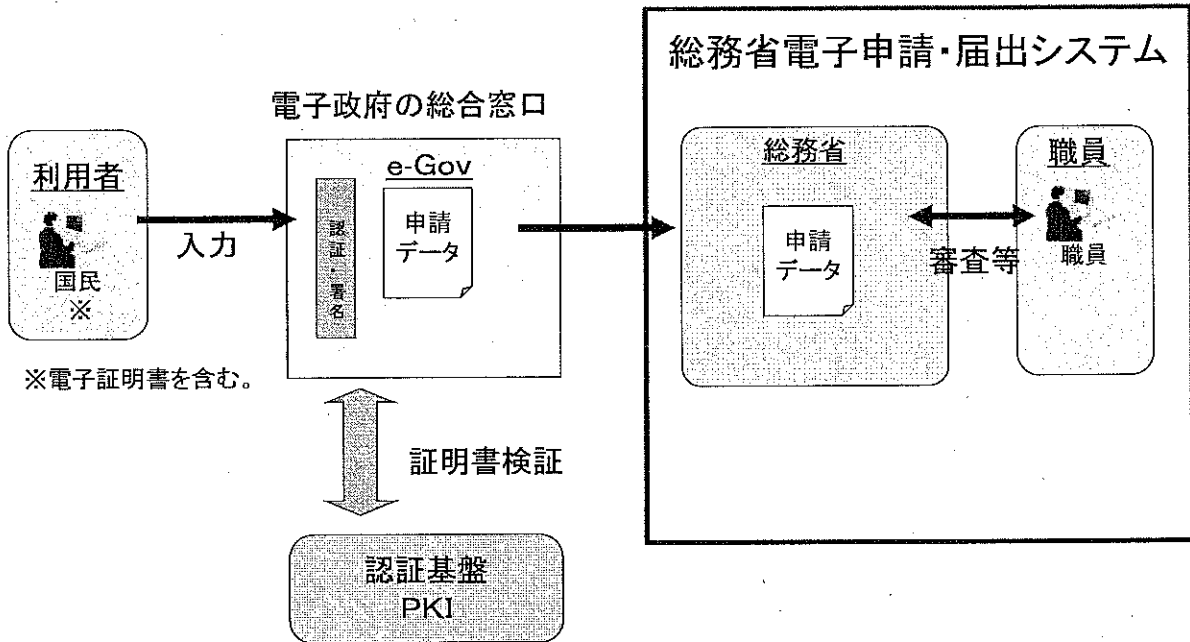 総務省電子申請・届出システム
電子政府の総合窓口
利用者
国民
※
入力
e-Gov
認証・署名
申請
データ
総務省
申請
データ
審査等
職員
職員
※電子証明書を含む。
証明書検証
認証基盤
PKI